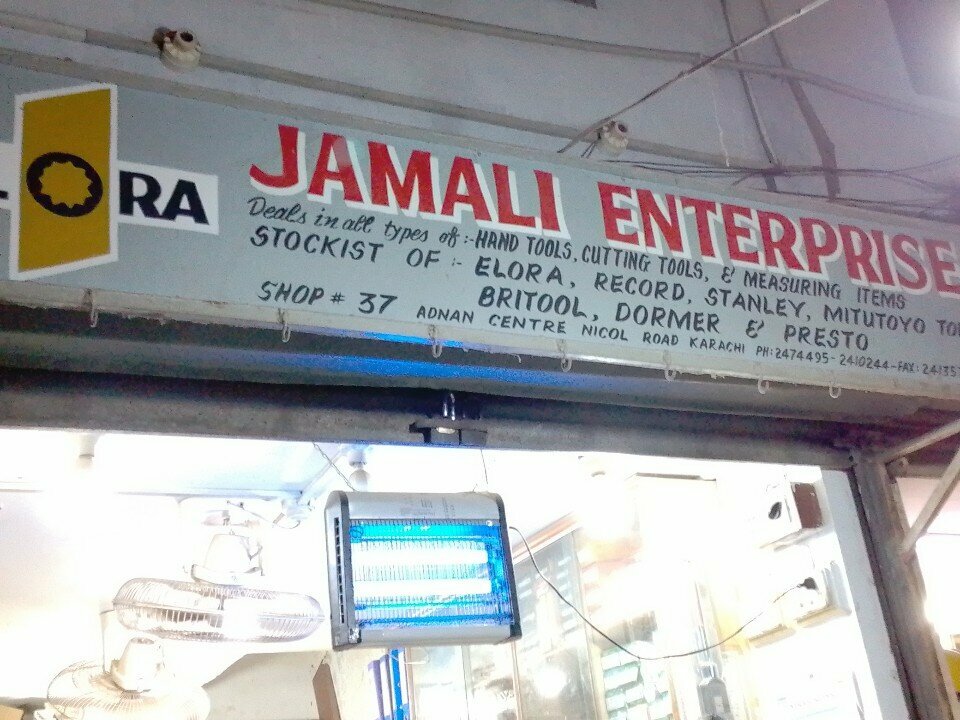 ORA
JAMALI ENTERPRISE
Deals in all types of :- HAND TOOLS, CUTTING TOOLS, & MEASURING ITEMS
STOCKIST OF :- ELORA, RECORD, STANLEY, MITUTOYO
BRITOOL, DORMER & PRESTO
SHOP # 37 ADNAN CENTRE NICOL ROAD KARACHI PH: 2474495-2410244-FAX: 24135